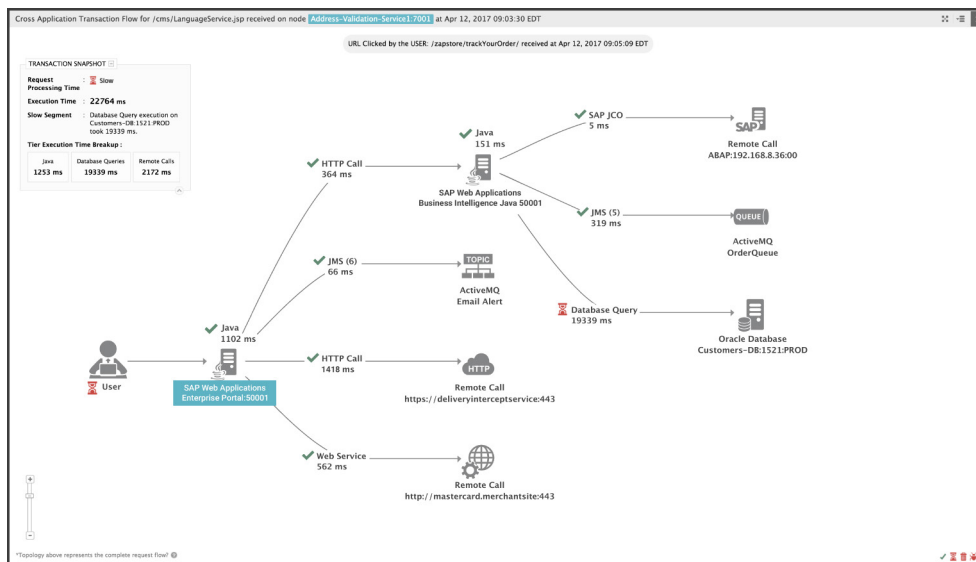 Cross Application Transaction Flow for /cms/LanguageService.jsp received on node Address-Validation-Service1:7001 at Apr 12, 2017 09:03:30 EDT
URL Clicked by the USER: /zapstore/trackYourOrder/ received at Apr 12, 2017 09:05:09 EDT
TRANSACTION SNAPSHOT
Request Processing Time : Slow
Execution Time : 22764 ms
Slow Segment : Database Query execution on
Customers-DB:1521:PROD
took 19339 ms.
Tier Execution Time Breakup :
Java Database Queries Remote Calls
1253 ms 19339 ms 2172 ms
SAP JCO
5 ms
SAP
Remote Call
ABAP:192.168.8.36:00
Java
151 ms
HTTP Call
364 ms
SAP Web Applications
Business Intelligence Java 50001
JMS (5)
319 ms
QUEUE
ActiveMQ
OrderQueue
JMS (6)
66 ms
TOPIC
ActiveMQ
Email Alert
Database Query
19339 ms
Oracle Database
Customers-DB:1521:PROD
Java
1102 ms
User
SAP Web Applications
Enterprise Portal:50001
HTTP Call
1418 ms
HTTP
Remote Call
https://deliveryinterceptservice:443
Web Service
562 ms
Remote Call
http://mastercard.merchantsite:443
*Topology above represents the complete request flow!